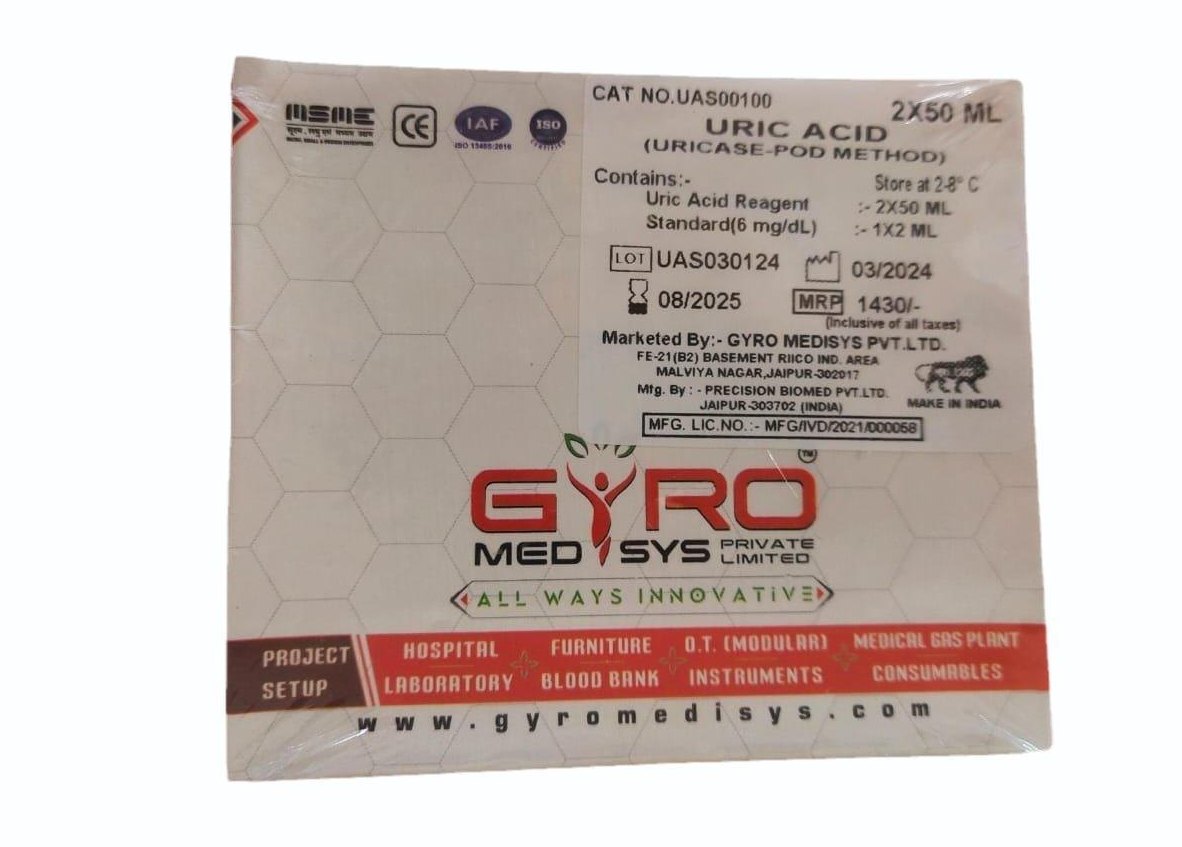 MSME
CE
IAF
ISO 13485:2016
ISO
CERTIFIED
CAT NO.UAS00100
2X50 ML
URIC ACID
(URICASE-POD METHOD)
Contains:-
Store at 2-8° C
Uric Acid Reagent :- 2X50 ML
Standard(6 mg/dL) :- 1X2 ML
LOT UAS030124
03/2024
08/2025
MRP 1430/-
(Inclusive of all taxes)
Marketed By:- GYRO MEDISYS PVT.LTD.
FE-21(B2) BASEMENT RIICO IND. AREA
MALVIYA NAGAR,JAIPUR-302017
Mfg. By : - PRECISION BIOMED PVT.LTD.
JAIPUR-303702 (INDIA)
MAKE IN INDIA
MFG. LIC.NO. :- MFG/IVD/2021/000058
TM
GYRO
MEDISYS PRIVATE LIMITED
ALL WAYS INNOVATiVE
PROJECT SETUP
HOSPITAL FURNITURE O.T. (MODULAR) MEDICAL GAS PLANT
LABORATORY BLOOD BANK INSTRUMENTS CONSUMABLES
www.gyromedisys.com